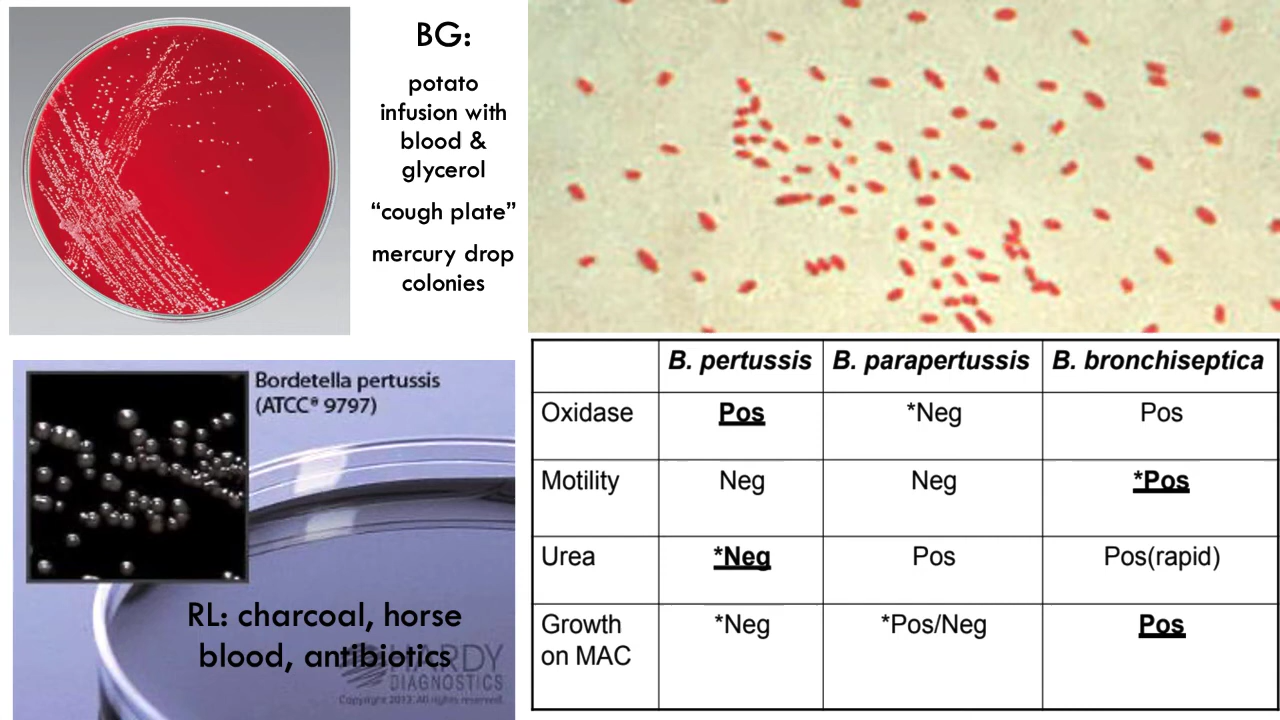 BG:
potato
infusion with
blood &
glycerol
“cough plate”
mercury drop
colonies
Bordetella pertussis
(ATCC® 9797)
RL: charcoal, horse
blood, antibiotics
HARDY
DIAGNOSTICS
Copyright 2012. All rights reserved.
B. pertussis B. parapertussis B. bronchiseptica
Oxidase Pos *Neg Pos
Motility Neg Neg *Pos
Urea *Neg Pos Pos(rapid)
Growth
on MAC *Neg *Pos/Neg Pos